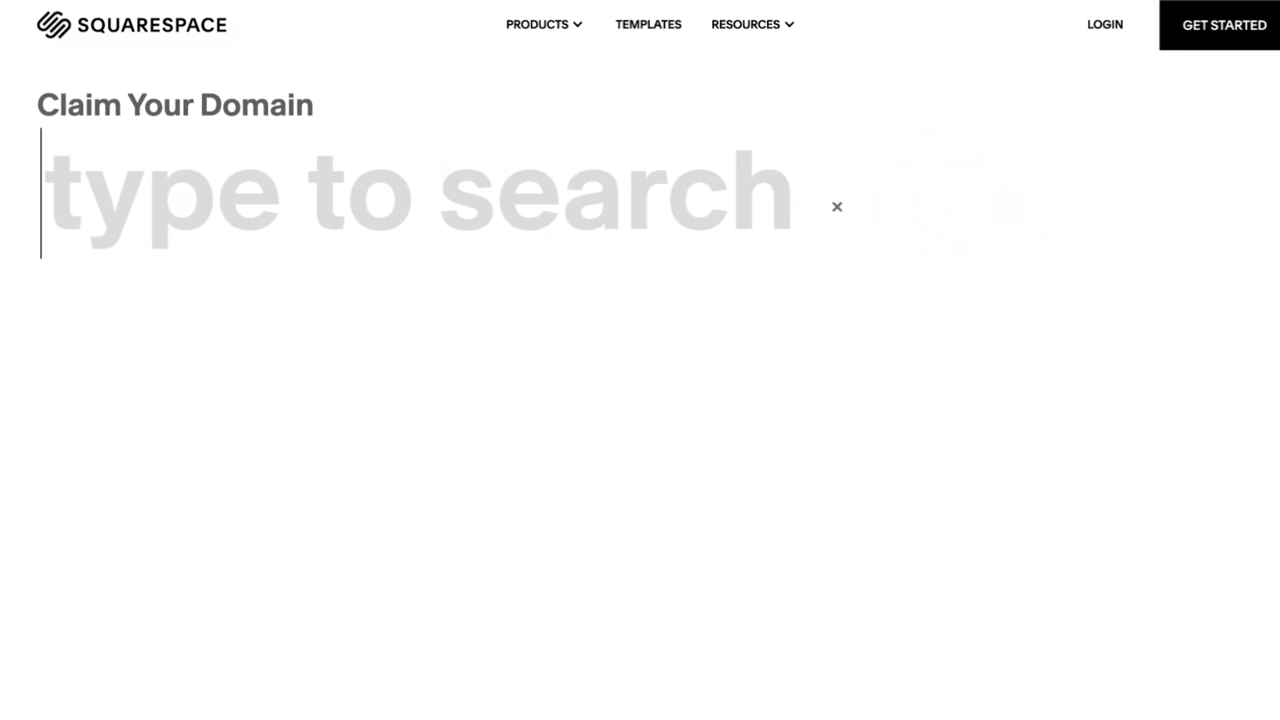 SQUARESPACE
PRODUCTS
TEMPLATES
RESOURCES
LOGIN
GET STARTED
Claim Your Domain
type to search